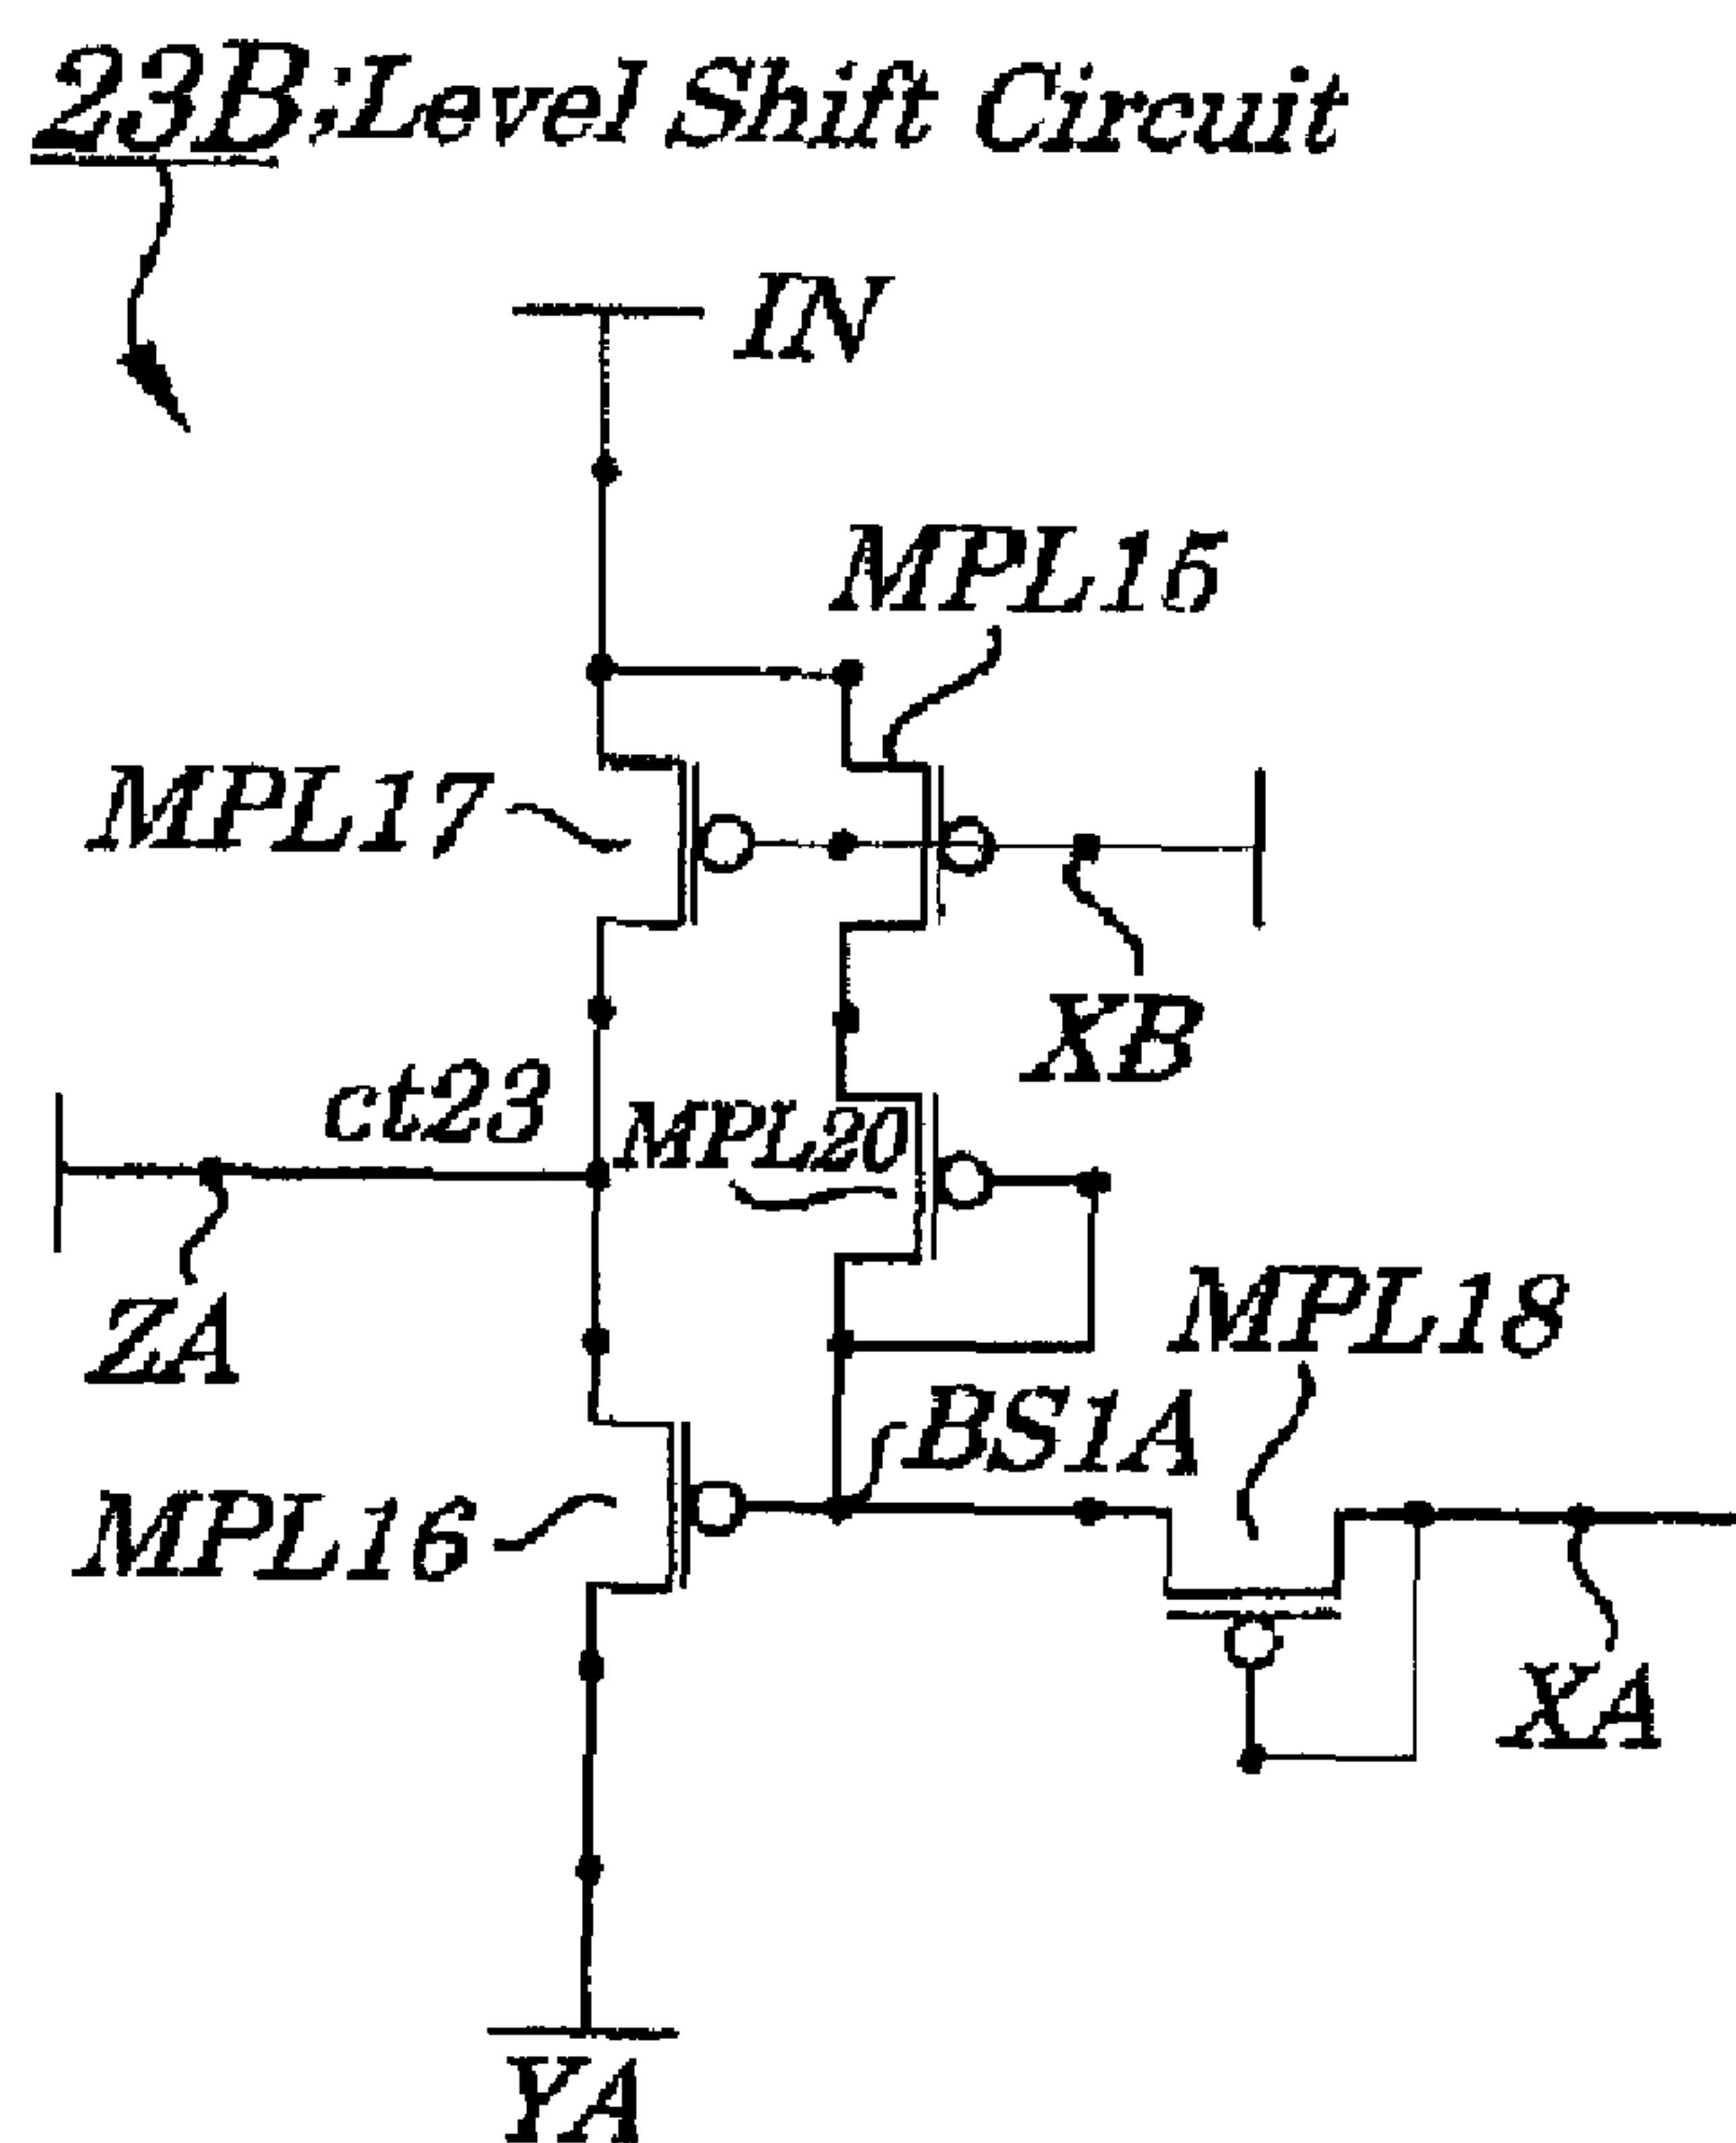 23B;Level Shift Circuit
IN
MPL15
MPL17
XB
ct23
MPL20
ZA
MPL18
BS1A
MPL16
XA
YA